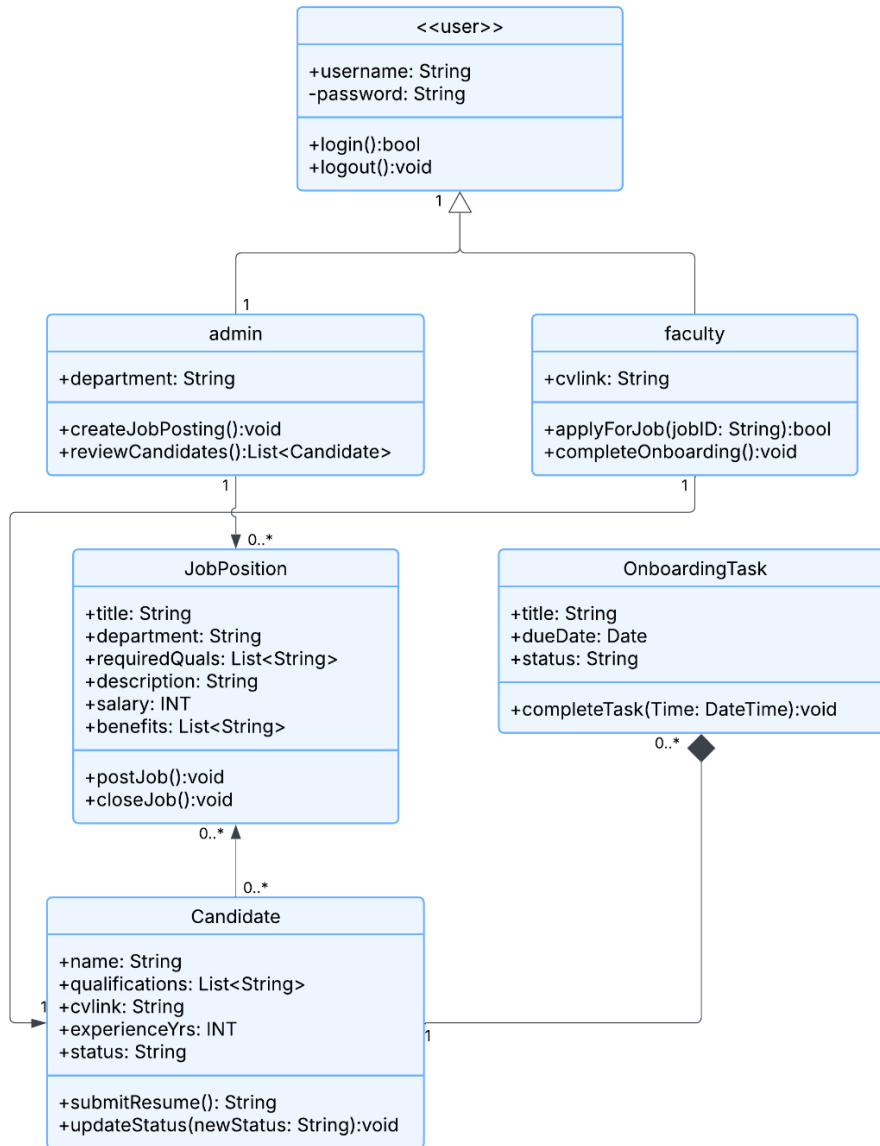 <<user>>
+username: String
-password: String
+login():bool
+logout():void
1
1
admin
+department: String
+createJobPosting():void
+reviewCandidates():List<Candidate>
faculty
+cvlink: String
+applyForJob(jobID: String):bool
+completeOnboarding():void
1
1
0..*
JobPosition
+title: String
+department: String
+requiredQuals: List<String>
+description: String
+salary: INT
+benefits: List<String>
+postJob():void
+closeJob():void
OnboardingTask
+title: String
+dueDate: Date
+status: String
+completeTask(Time: DateTime):void
0..*
0..*
0..*
Candidate
+name: String
+qualifications: List<String>
+cvlink: String
+experienceYrs: INT
+status: String
+submitResume(): String
+updateStatus(newStatus: String):void
1
1